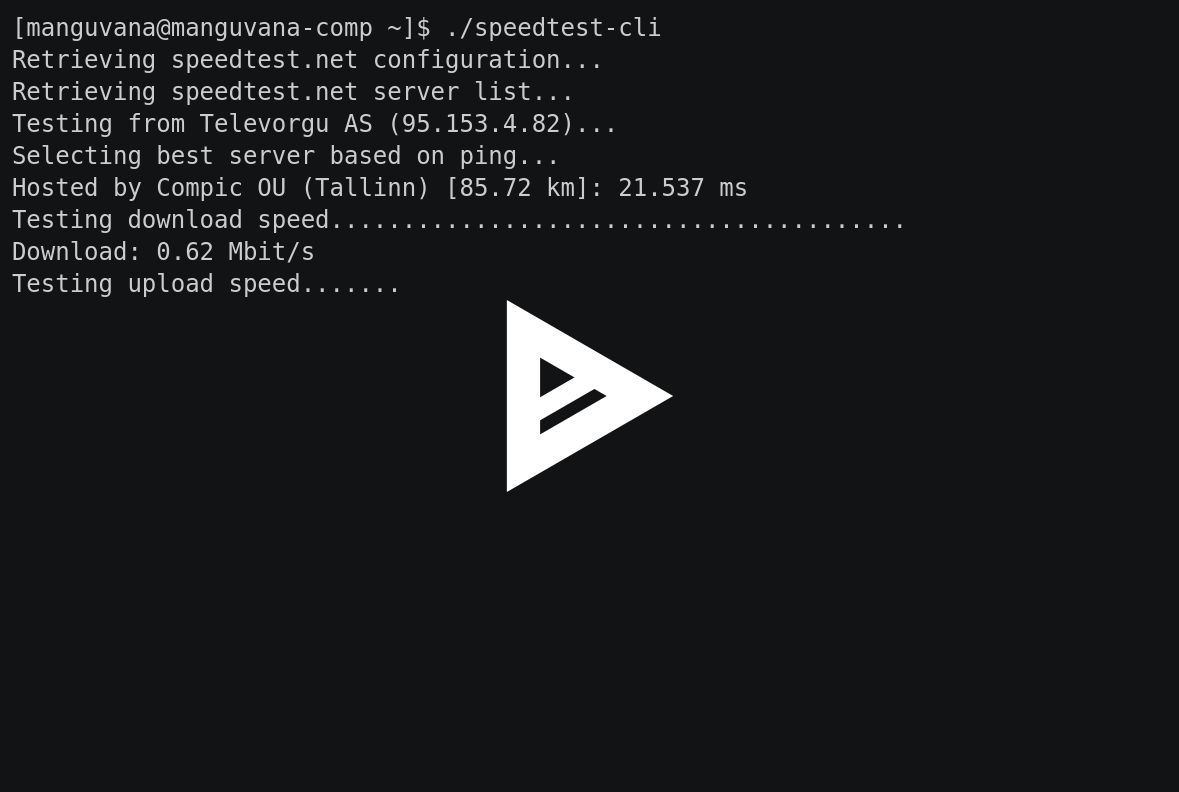 [manguvana@manguvana-comp ~]$ ./speedtest-cli
Retrieving speedtest.net configuration...
Retrieving speedtest.net server list...
Testing from Televorgu AS (95.153.4.82)...
Selecting best server based on ping...
Hosted by Compic OU (Tallinn) [85.72 km]: 21.537 ms
Testing download speed........................................
Download: 0.62 Mbit/s
Testing upload speed.......